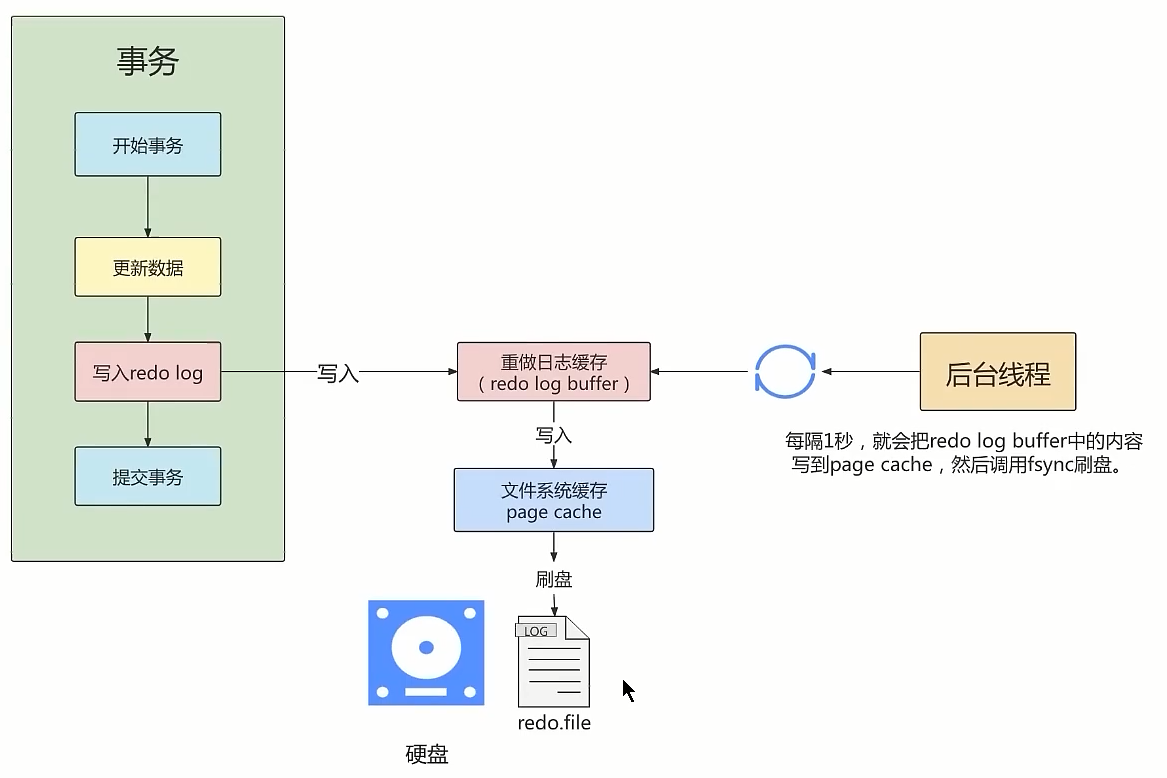 事务
开始事务
更新数据
写入redo log
提交事务
写入
重做日志缓存
（redo log buffer）
写入
文件系统缓存
page cache
刷盘
LOG
redo.file
硬盘
后台线程
每隔1秒，就会把redo log buffer中的内容
写到page cache，然后调用fsync刷盘。